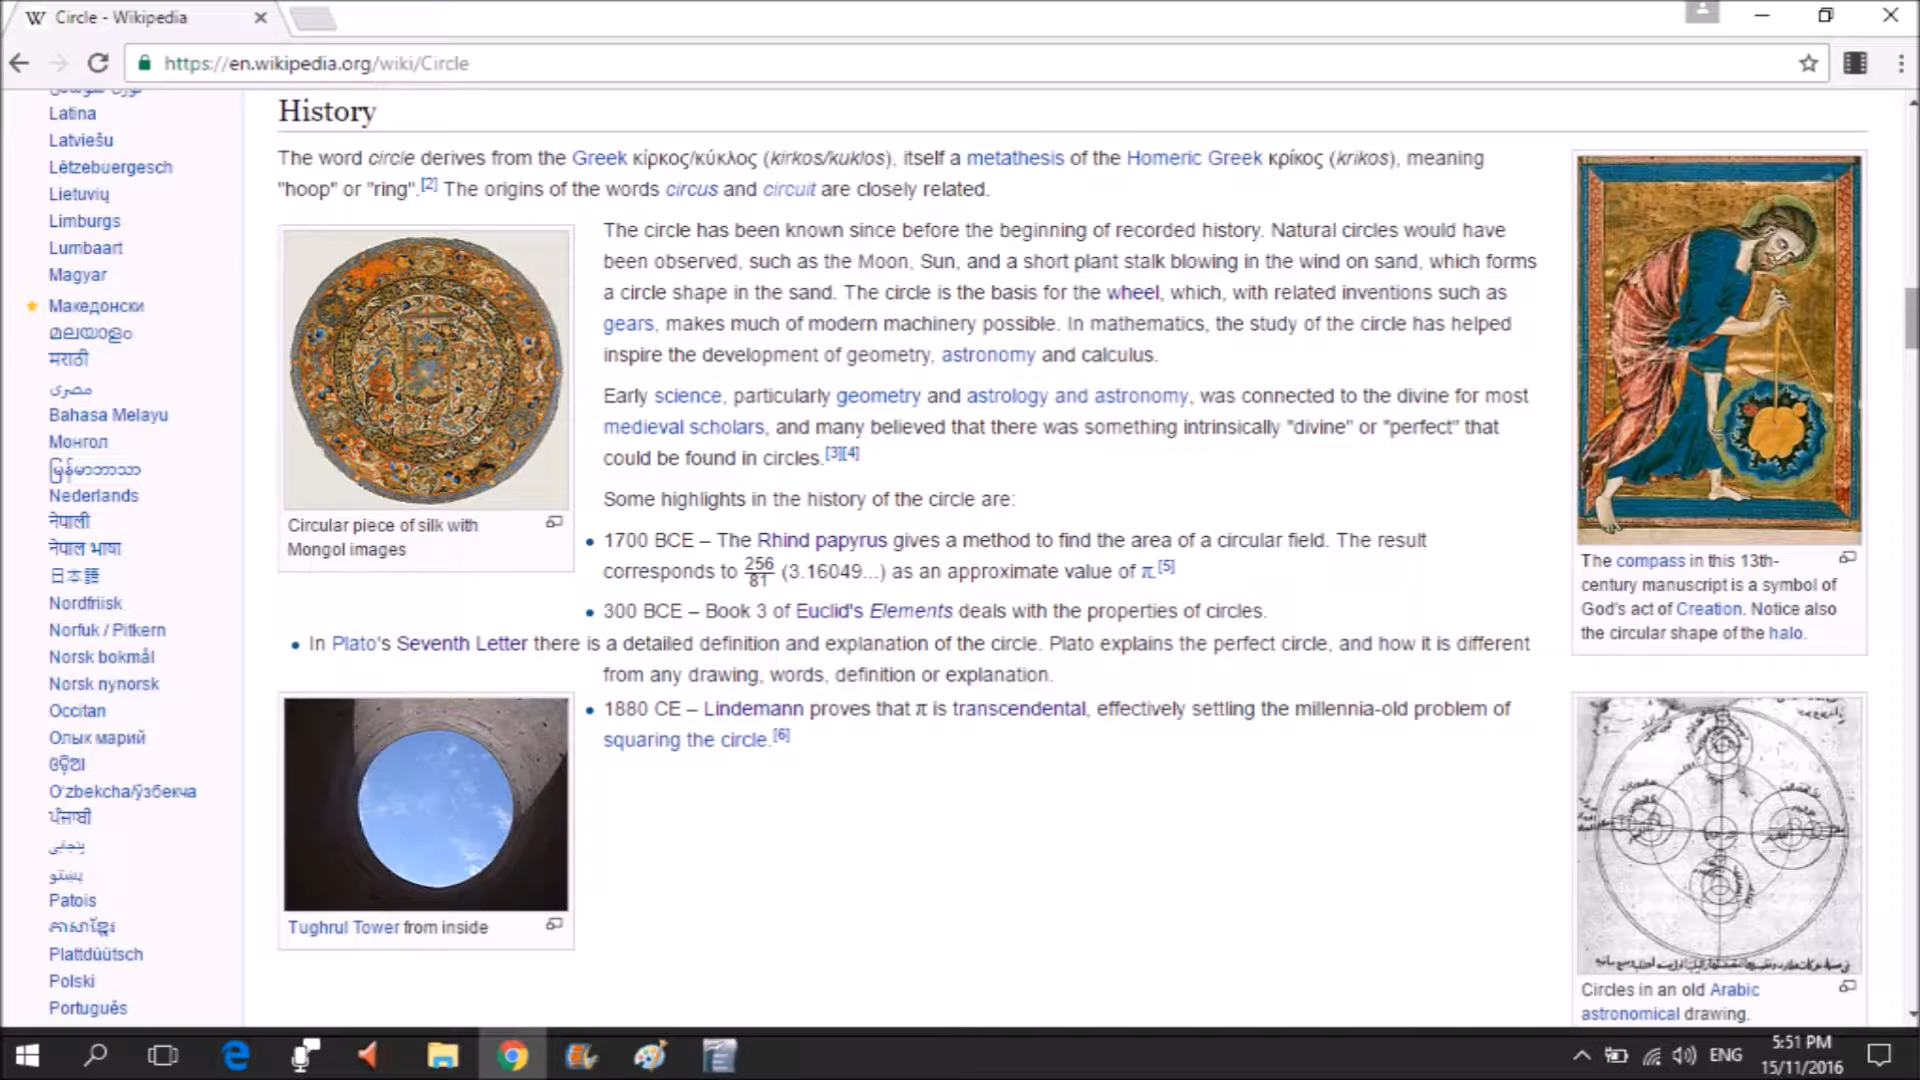 Circle - Wikipedia
https://en.wikipedia.org/wiki/Circle
Latina
Latviešu
Lëtzebuergesch
Lietuvių
Limburgs
Lumbaart
Magyar
Македонски
മലയാളം
मराठी
مصرى
Bahasa Melayu
Монгол
မြန်မာဘာသာ
Nederlands
नेपाली
नेपाल भाषा
日本語
Nordfriisk
Norfuk / Pitkern
Norsk bokmål
Norsk nynorsk
Occitan
Олык марий
ଓଡ଼ିଆ
Oʻzbekcha/ўзбекча
ਪੰਜਾਬੀ
پنجابی
پښتو
Patois
ភាសាខ្មែរ
Plattdüütsch
Polski
Português
History
The word circle derives from the Greek κίρκος/κύκλος (kirkos/kuklos), itself a metathesis of the Homeric Greek κρίκος (krikos), meaning
"hoop" or "ring".[2] The origins of the words circus and circuit are closely related.
Circular piece of silk with
Mongol images
The circle has been known since before the beginning of recorded history. Natural circles would have
been observed, such as the Moon, Sun, and a short plant stalk blowing in the wind on sand, which forms
a circle shape in the sand. The circle is the basis for the wheel, which, with related inventions such as
gears, makes much of modern machinery possible. In mathematics, the study of the circle has helped
inspire the development of geometry, astronomy and calculus.
Early science, particularly geometry and astrology and astronomy, was connected to the divine for most
medieval scholars, and many believed that there was something intrinsically "divine" or "perfect" that
could be found in circles.[3][4]
Some highlights in the history of the circle are:
• 1700 BCE – The Rhind papyrus gives a method to find the area of a circular field. The result
corresponds to 256/81 (3.16049...) as an approximate value of π.[5]
• 300 BCE – Book 3 of Euclid's Elements deals with the properties of circles.
• In Plato's Seventh Letter there is a detailed definition and explanation of the circle. Plato explains the perfect circle, and how it is different
from any drawing, words, definition or explanation.
• 1880 CE – Lindemann proves that π is transcendental, effectively settling the millennia-old problem of
squaring the circle.[6]
Tughrul Tower from inside
The compass in this 13th-
century manuscript is a symbol of
God's act of Creation. Notice also
the circular shape of the halo.
Circles in an old Arabic
astronomical drawing.
ENG
5:51 PM
15/11/2016